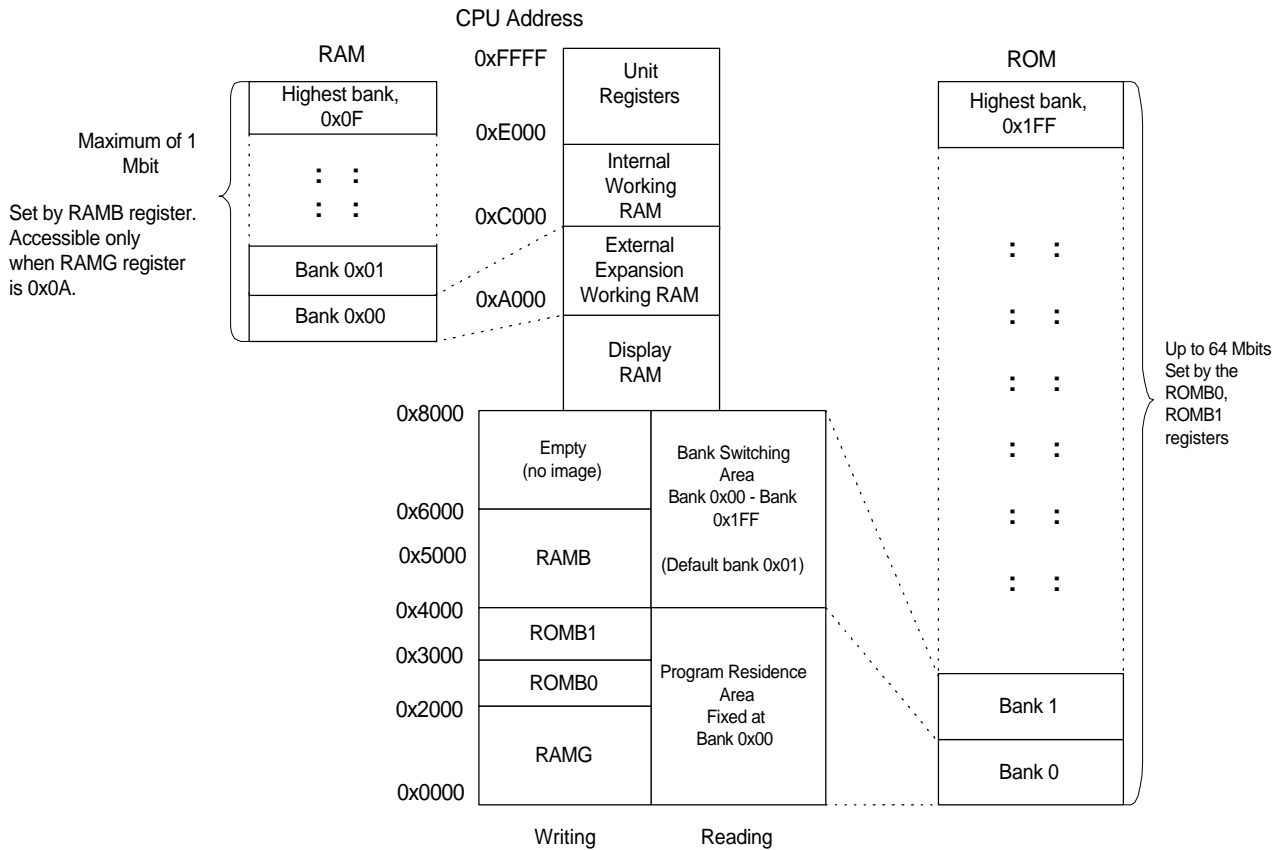 CPU Address
RAM
Highest bank,
0x0F
: :
: :
Bank 0x01
Bank 0x00
Maximum of 1
Mbit
Set by RAMB register.
Accessible only
when RAMG register
is 0x0A.
0xFFFF
0xE000
0xC000
0xA000
0x8000
0x6000
0x5000
0x4000
0x3000
0x2000
0x0000
Unit
Registers
Internal
Working
RAM
External
Expansion
Working RAM
Display
RAM
Empty
(no image)
RAMB
ROMB1
ROMB0
RAMG
Writing
Bank Switching
Area
Bank 0x00 - Bank
0x1FF
(Default bank 0x01)
Program Residence
Area
Fixed at
Bank 0x00
Reading
ROM
Highest bank,
0x1FF
: :
: :
: :
: :
: :
: :
Bank 1
Bank 0
Up to 64 Mbits
Set by the
ROMB0,
ROMB1
registers